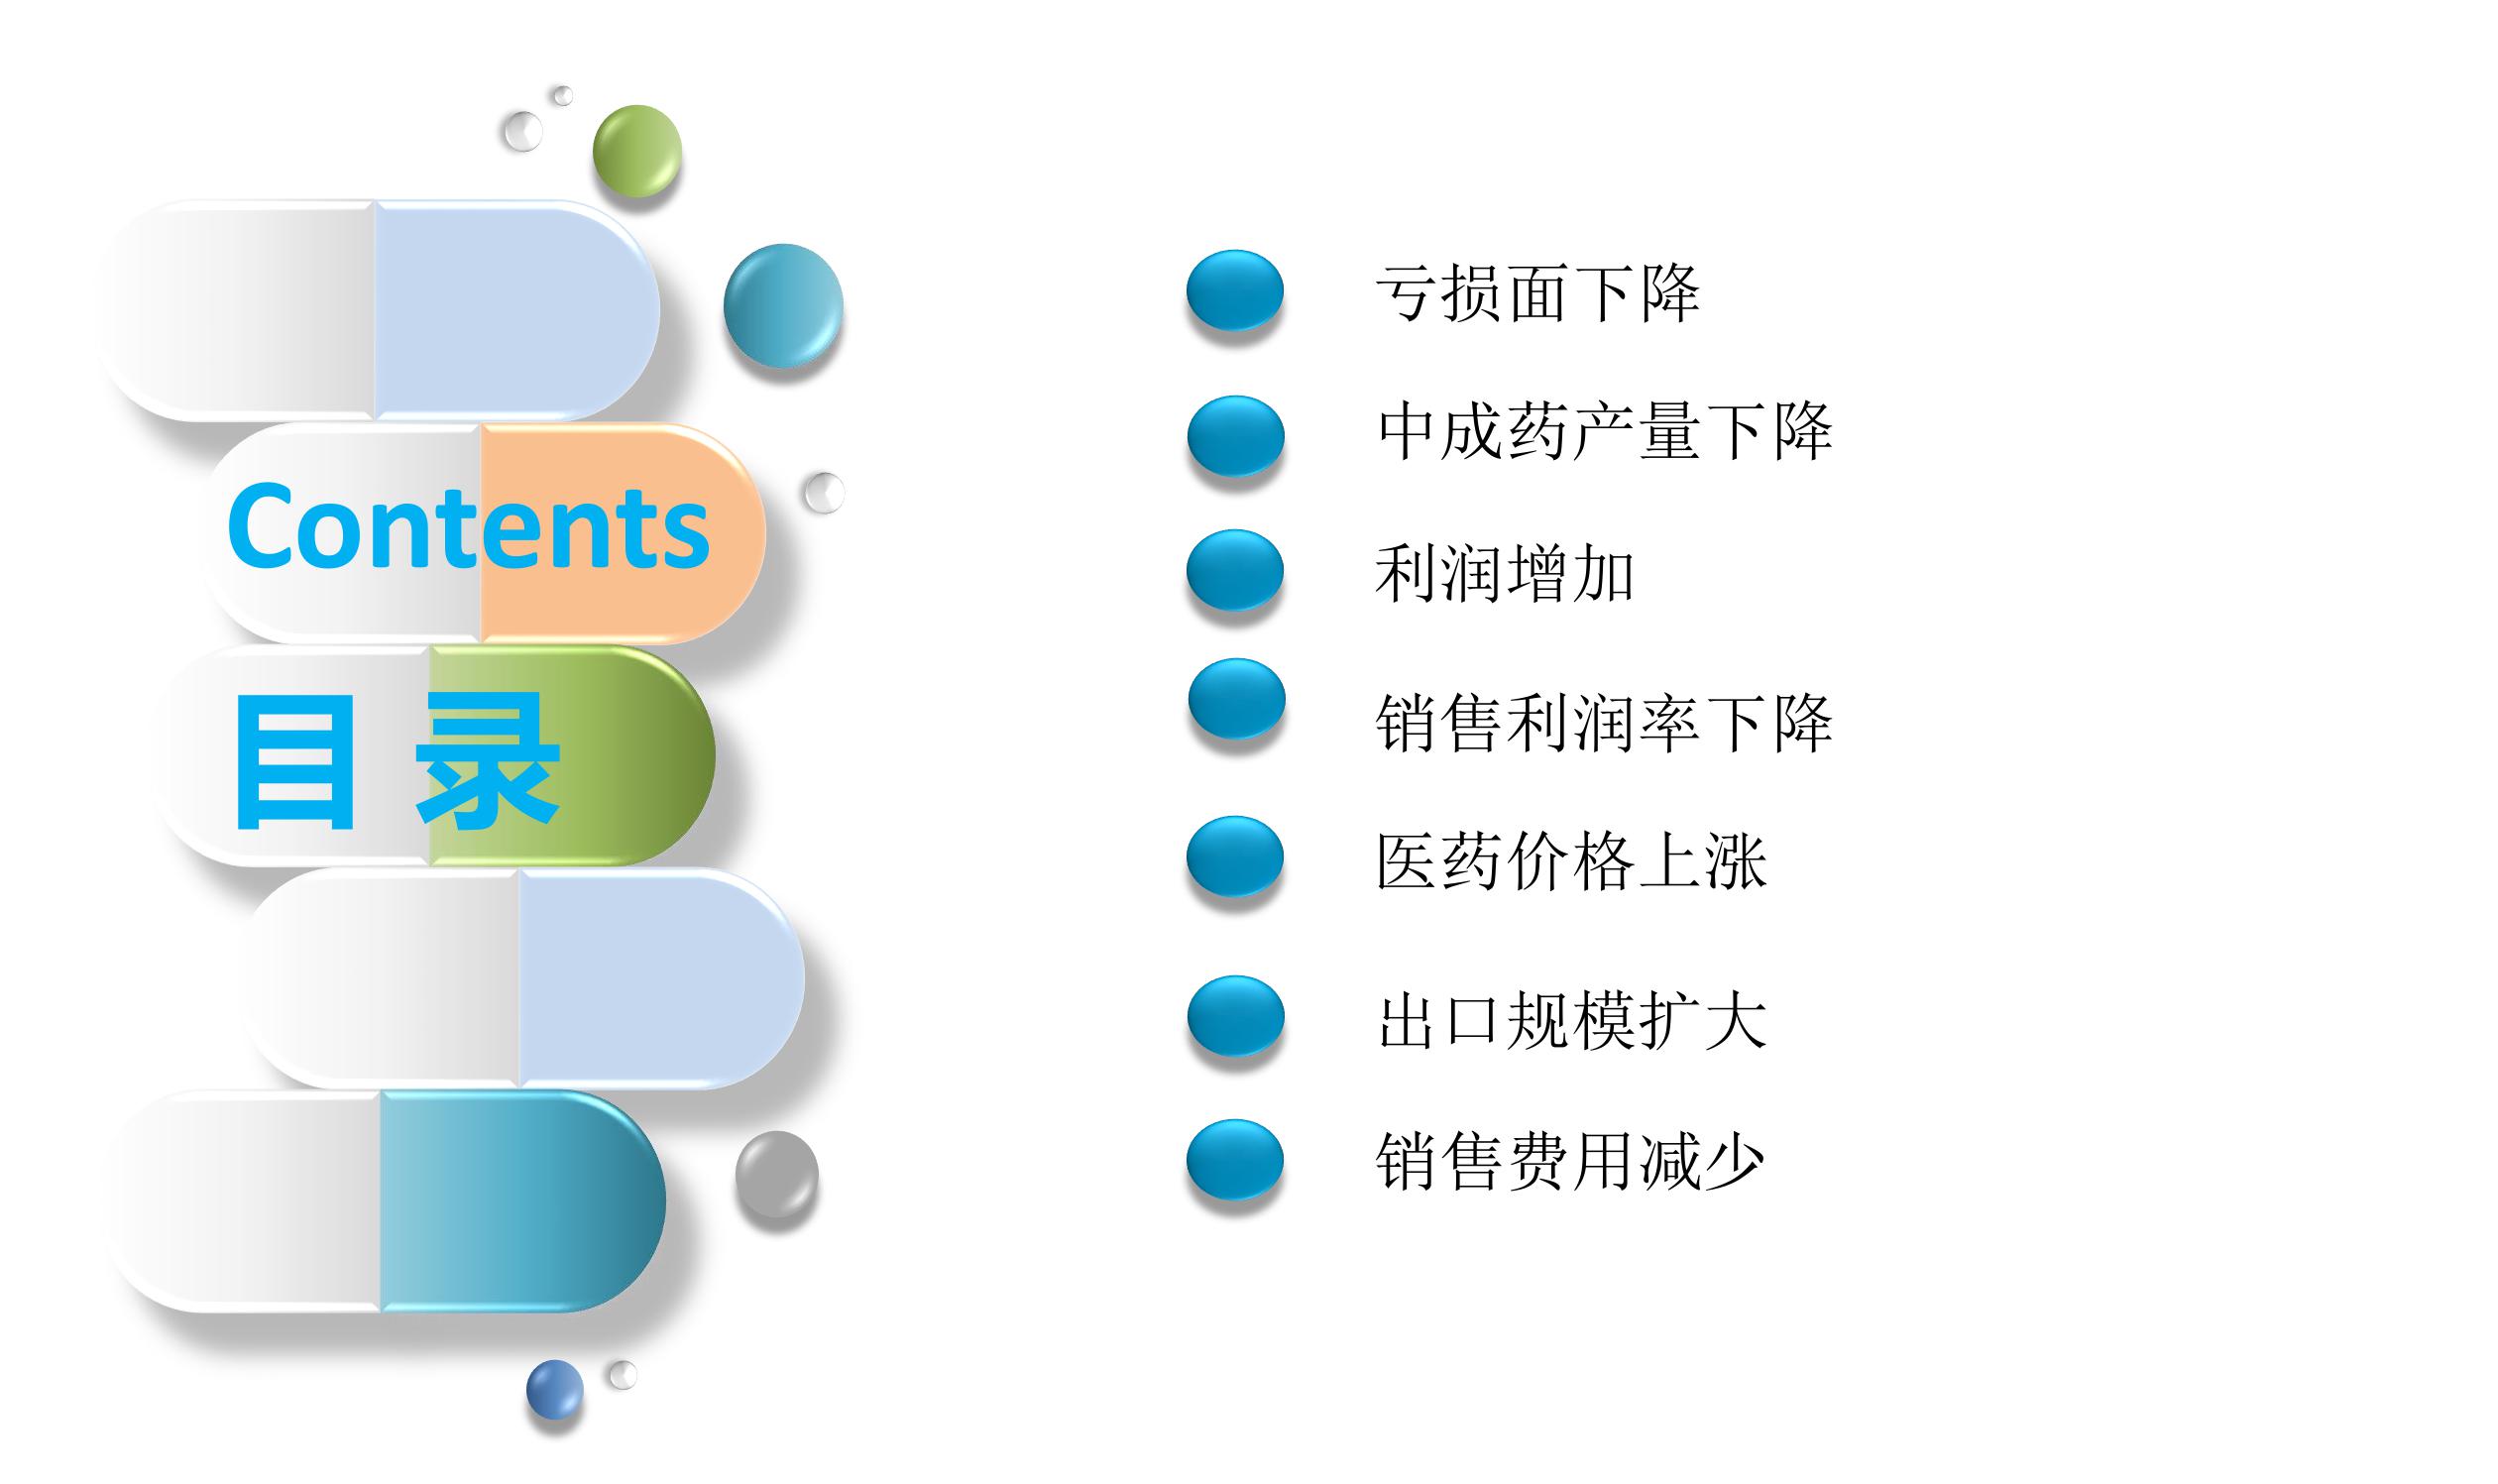 Contents
目 录
亏损面下降
中成药产量下降
利润增加
销售利润率下降
医药价格上涨
出口规模扩大
销售费用减少